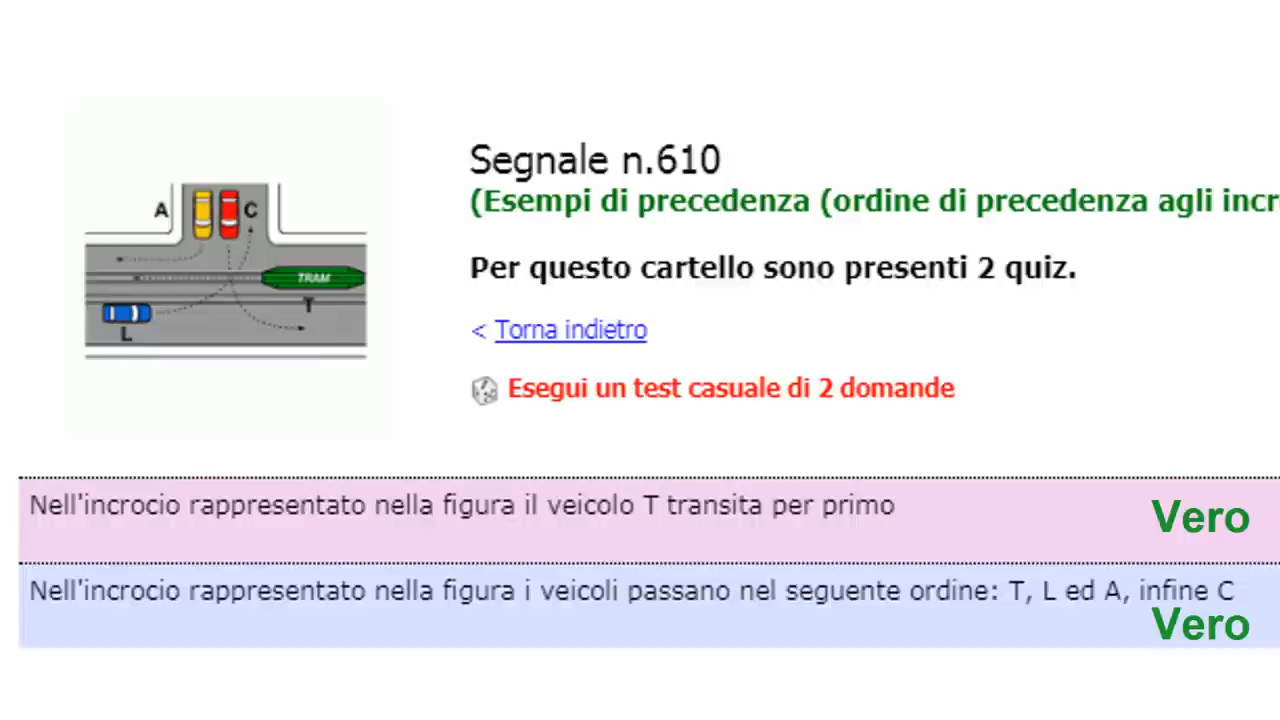 Segnale n.610
(Esempi di precedenza (ordine di precedenza agli incr
Per questo cartello sono presenti 2 quiz.
< Torna indietro
Esegui un test casuale di 2 domande
A
C
TRAM
T
L
Nell'incrocio rappresentato nella figura il veicolo T transita per primo
Vero
Nell'incrocio rappresentato nella figura i veicoli passano nel seguente ordine: T, L ed A, infine C
Vero